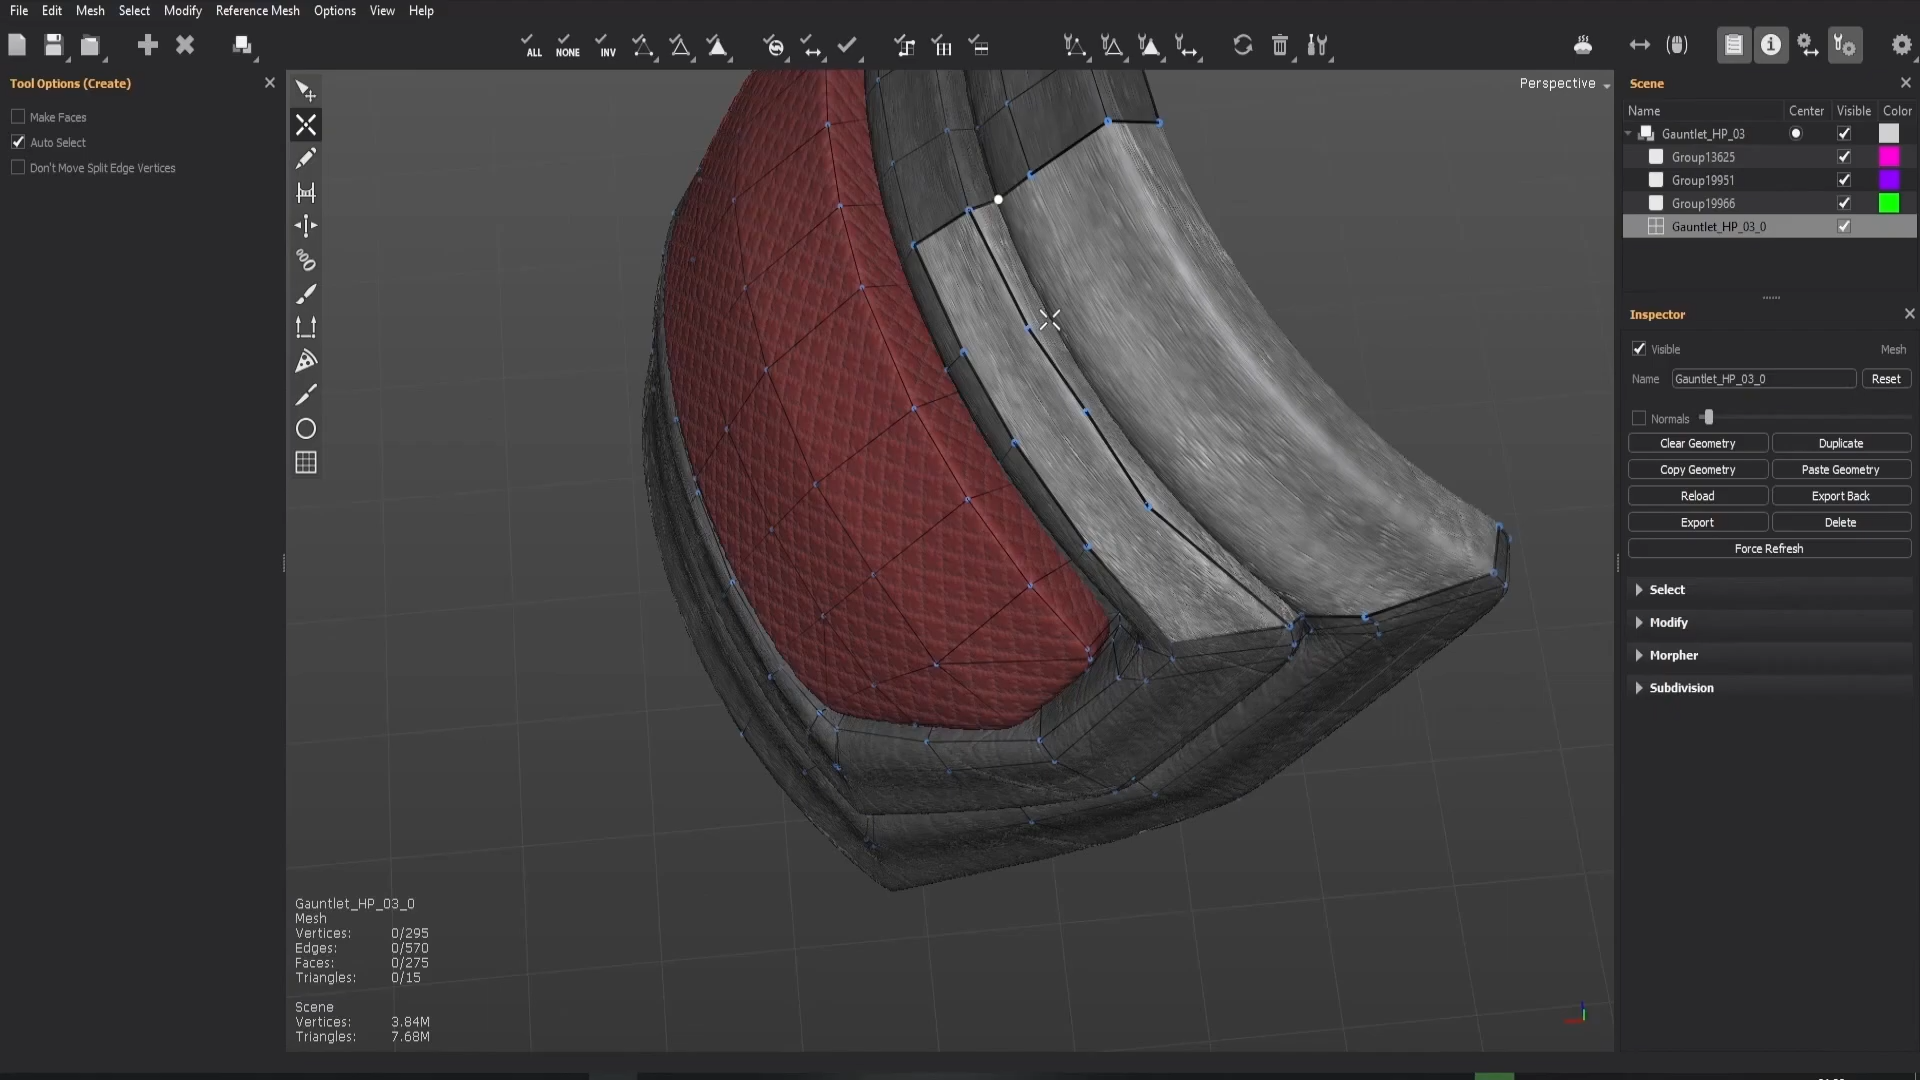 File Edit Mesh Select Modify Reference Mesh Options View Help
ALL NONE INV
Tool Options (Create)
Make Faces
Auto Select
Don't Move Split Edge Vertices
Perspective
Gauntlet_HP_03_0
Mesh
Vertices: 0/295
Edges: 0/570
Faces: 0/275
Triangles: 0/15
Scene
Vertices: 3.84M
Triangles: 7.68M
Scene
Name Center Visible Color
Gauntlet_HP_03
Group13625
Group19951
Group19966
Gauntlet_HP_03_0
Inspector
Visible Mesh
Name Gauntlet_HP_03_0 Reset
Normals
Clear Geometry Duplicate
Copy Geometry Paste Geometry
Reload Export Back
Export Delete
Force Refresh
Select
Modify
Morpher
Subdivision